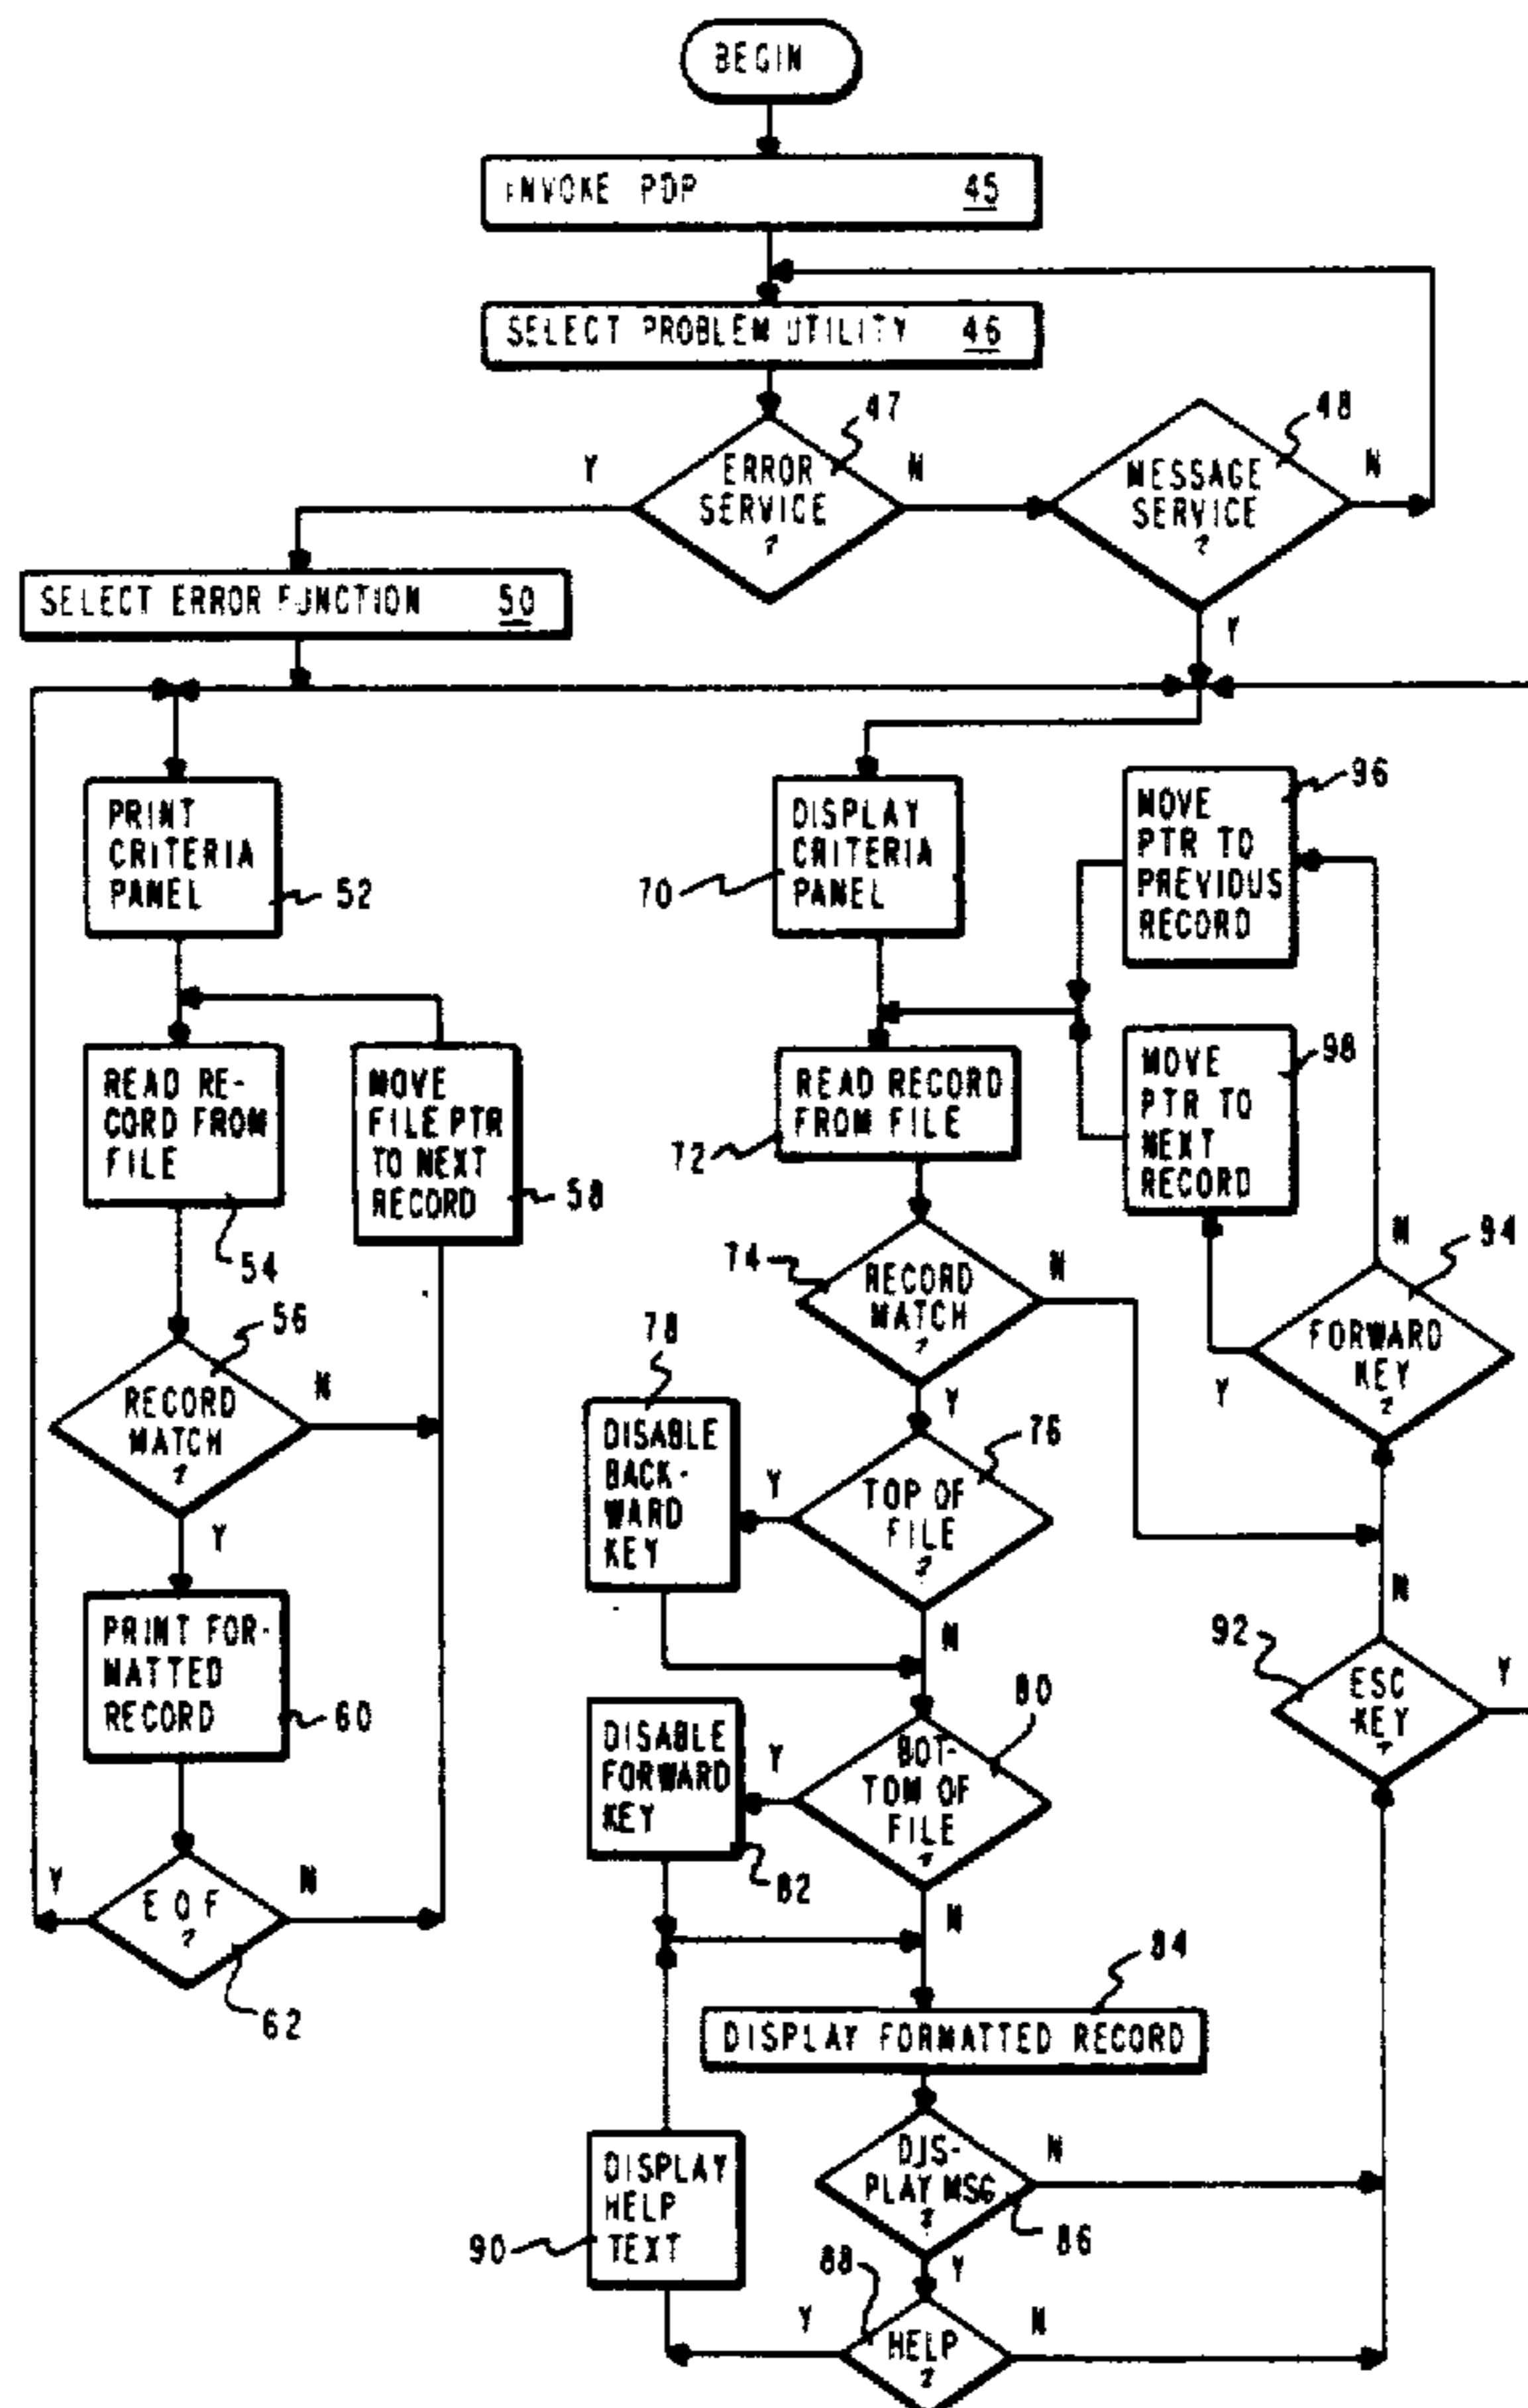 BEGIN
INVOKE PDP 45
SELECT PROBLEM UTILITY 46
47
48
Y
ERROR
SERVICE
?
N
MESSAGE
SERVICE
?
N
SELECT ERROR FUNCTION 50
Y
PRINT
CRITERIA
PANEL
52
DISPLAY
CRITERIA
PANEL
70
MOVE
PTR TO
PREVIOUS
RECORD
96
READ RE-
CORD FROM
FILE
54
MOVE
FILE PTR
TO NEXT
RECORD
58
READ RECORD
FROM FILE
72
MOVE
PTR TO
NEXT
RECORD
98
74
RECORD
MATCH
?
N
Y
N
94
FORWARD
KEY
?
Y
56
RECORD
MATCH
?
N
Y
78
DISABLE
BACK-
WARD
KEY
Y
76
TOP OF
FILE
?
N
PRINT FOR-
MATTED
RECORD
60
N
92
ESC
KEY
?
Y
DISABLE
FORWARD
KEY
82
Y
80
BOT-
TOM OF
FILE
?
N
Y
EOF
?
N
62
84
DISPLAY FORMATTED RECORD
DIS-
PLAY MSG
?
N
86
Y
DISPLAY
HELP
TEXT
90
88
Y
HELP
?
N